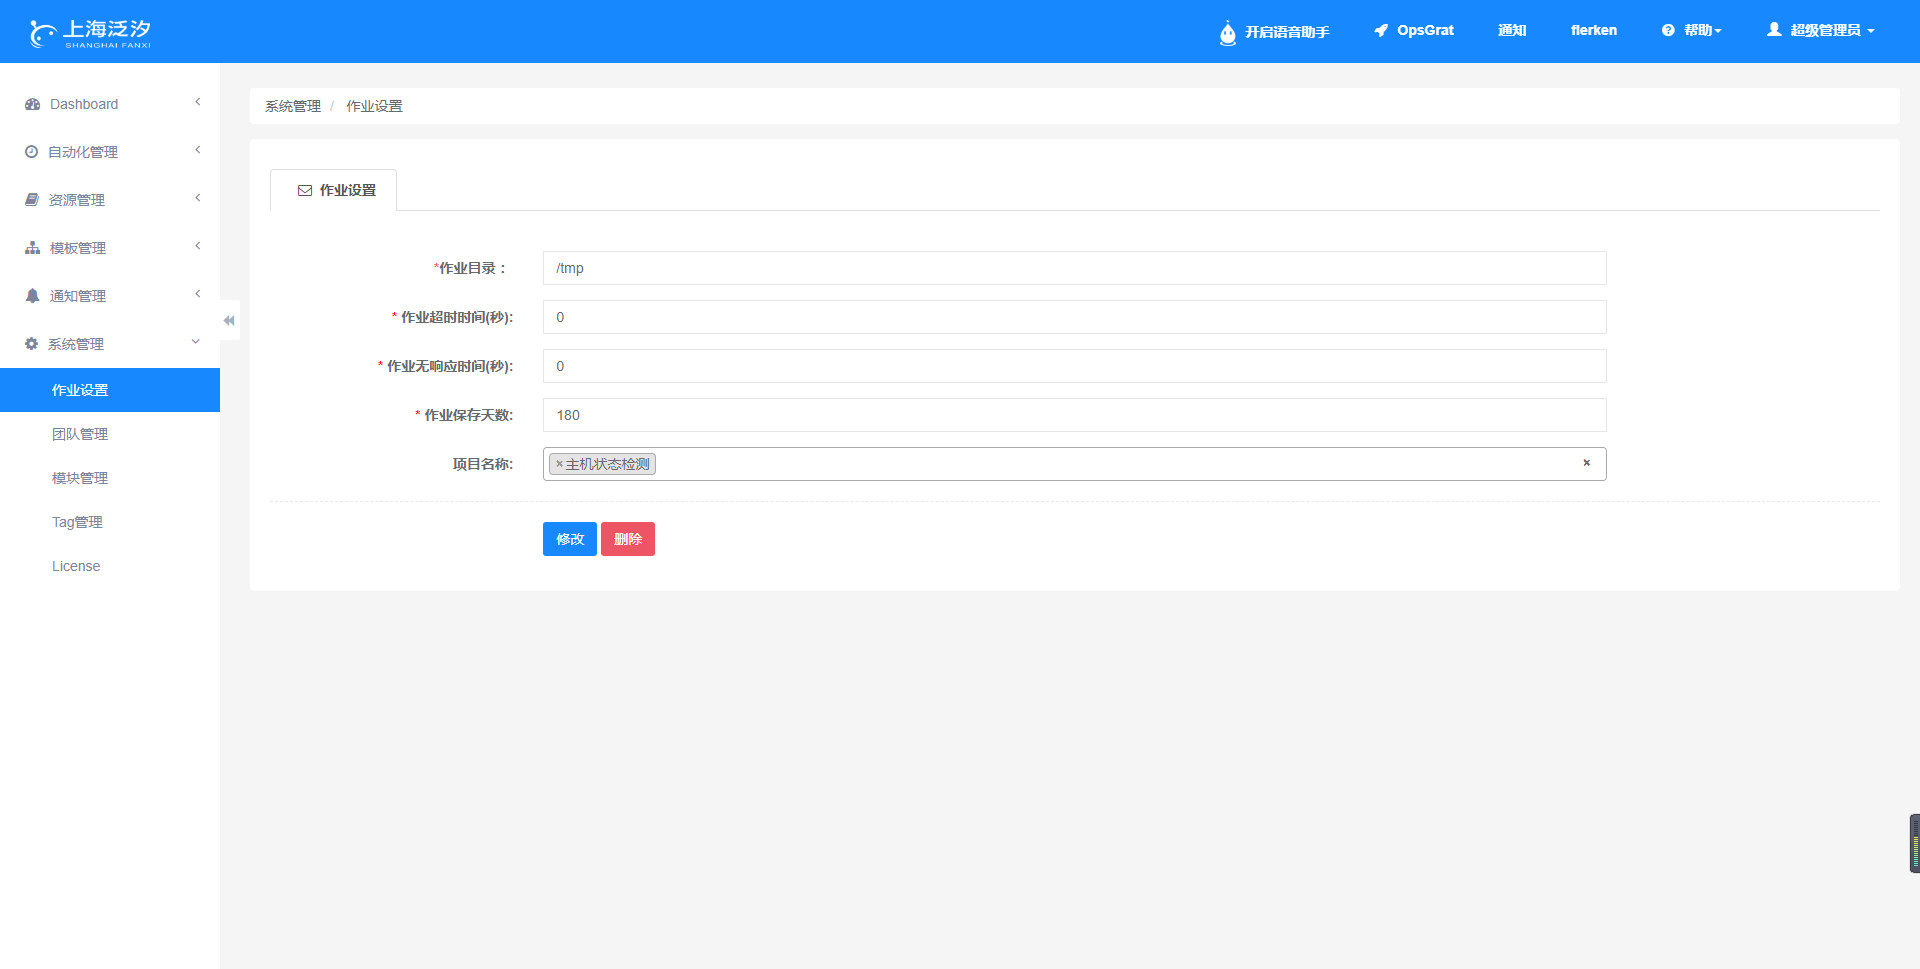 上海泛汐
SHANGHAI FANXI
开启语音助手
OpsGrat
通知
flerken
帮助
超级管理员
Dashboard
自动化管理
资源管理
模板管理
通知管理
系统管理
作业设置
团队管理
模块管理
Tag管理
License
系统管理 / 作业设置
作业设置
*作业目录： /tmp
* 作业超时时间(秒): 0
* 作业无响应时间(秒): 0
* 作业保存天数: 180
项目名称: ×主机状态检测 ×
修改 删除